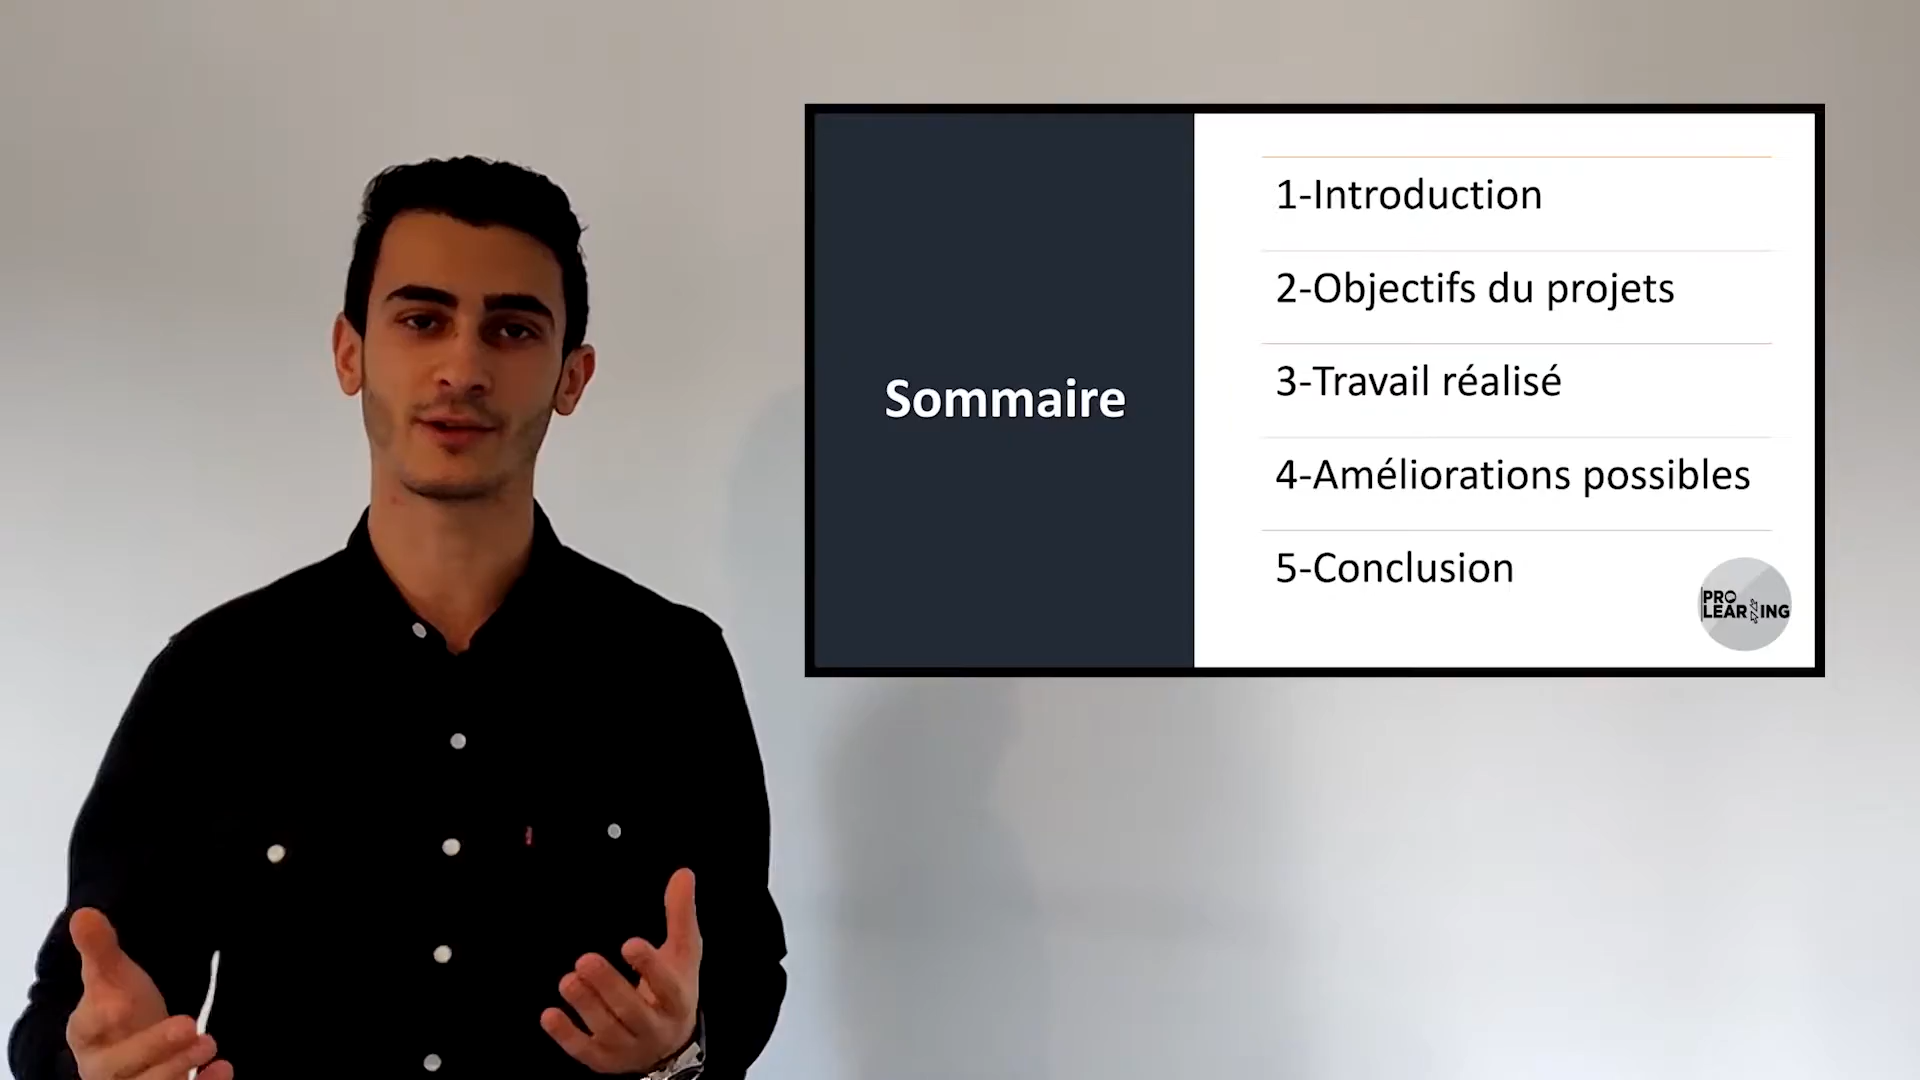 Sommaire
1-Introduction
2-Objectifs du projets
3-Travail réalisé
4-Améliorations possibles
5-Conclusion
PRO
LEARNING